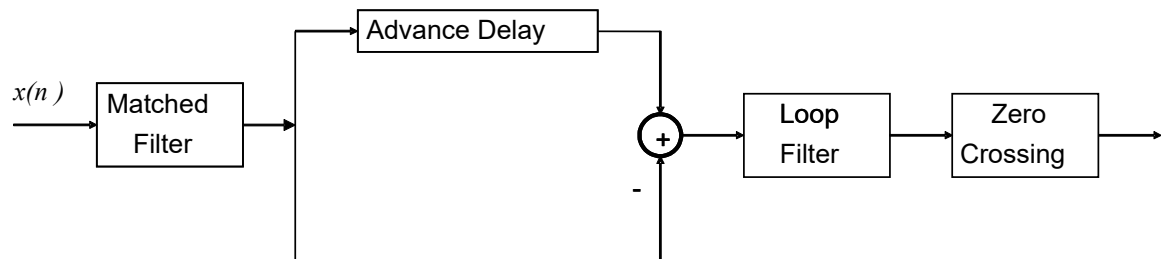 Advance Delay
x(n )
Matched
Filter
+
-
Loop
Filter
Zero
Crossing